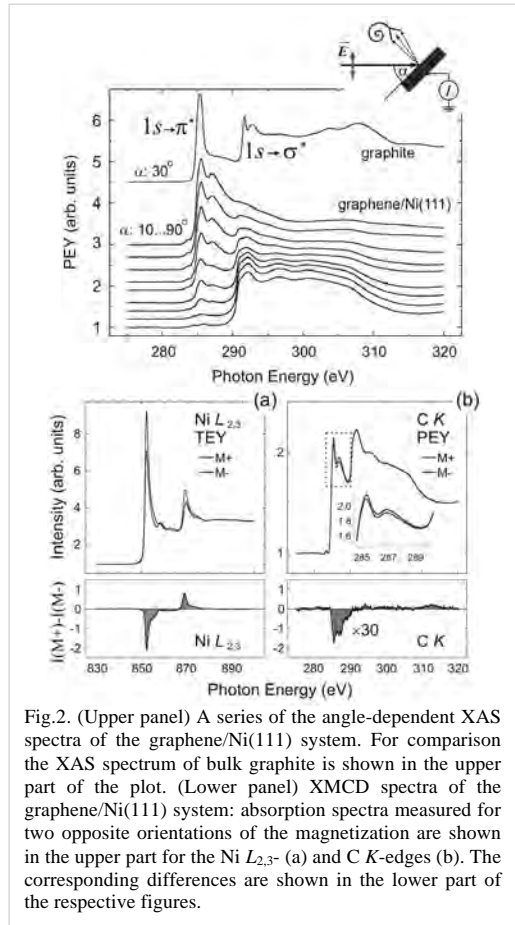 E
α
I
1s→π*
1s→σ*
graphite
α: 30°
graphene/Ni(111)
α: 10...90°
PEY (arb. units)
6
5
4
3
2
1
280 290 300 310 320
Photon Energy (eV)
(a)
Ni L2,3
TEY
M+
M-
Intensity (arb. units)
8
6
4
2
(b)
C K
PEY
M+
M-
2
1
2.0
1.8
1.6
285 287 289
I(M+)-I(M-)
1
0
-1
-2
Ni L2,3
830 850 870 890
1
0
-1
-2
×30
C K
280 290 300 310 320
Photon Energy (eV)
Fig.2. (Upper panel) A series of the angle-dependent XAS
spectra of the graphene/Ni(111) system. For comparison
the XAS spectrum of bulk graphite is shown in the upper
part of the plot. (Lower panel) XMCD spectra of the
graphene/Ni(111) system: absorption spectra measured for
two opposite orientations of the magnetization are shown
in the upper part for the Ni L2,3- (a) and C K-edges (b). The
corresponding differences are shown in the lower part of
the respective figures.